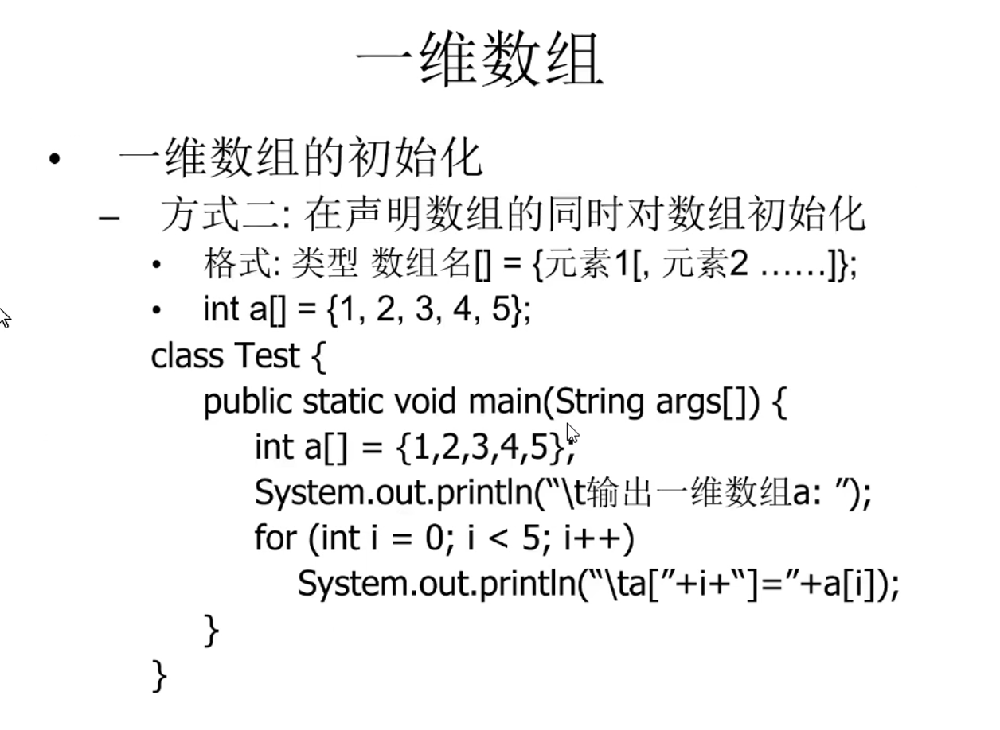 一维数组
• 一维数组的初始化
– 方式二: 在声明数组的同时对数组初始化
• 格式: 类型 数组名[] = {元素1[, 元素2 ……]};
• int a[] = {1, 2, 3, 4, 5};
class Test {
public static void main(String args[]) {
int a[] = {1,2,3,4,5};
System.out.println(“\t输出一维数组a: ”);
for (int i = 0; i < 5; i++)
System.out.println(“\ta[”+i+“]=”+a[i]);
}
}